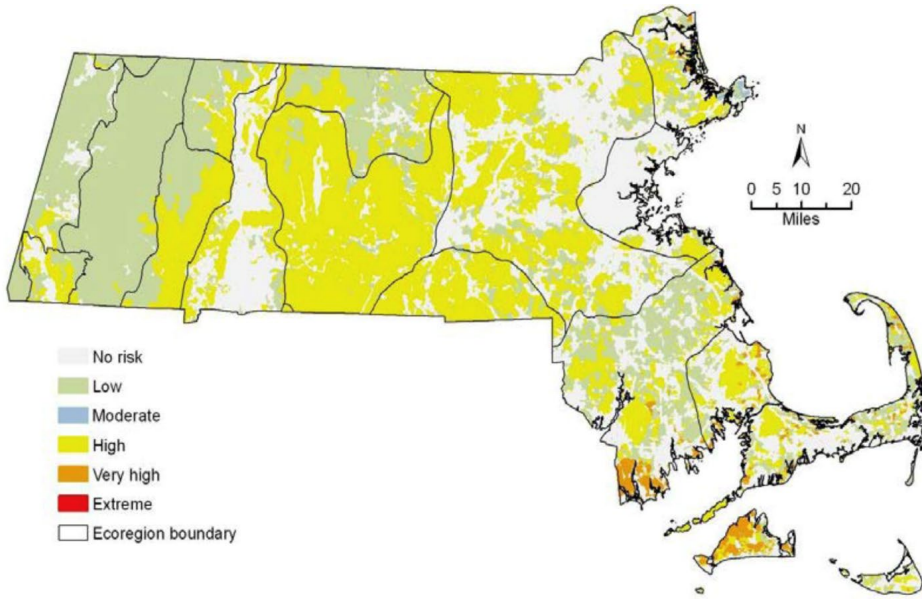 N
0 5 10 20
Miles
No risk
Low
Moderate
High
Very high
Extreme
Ecoregion boundary